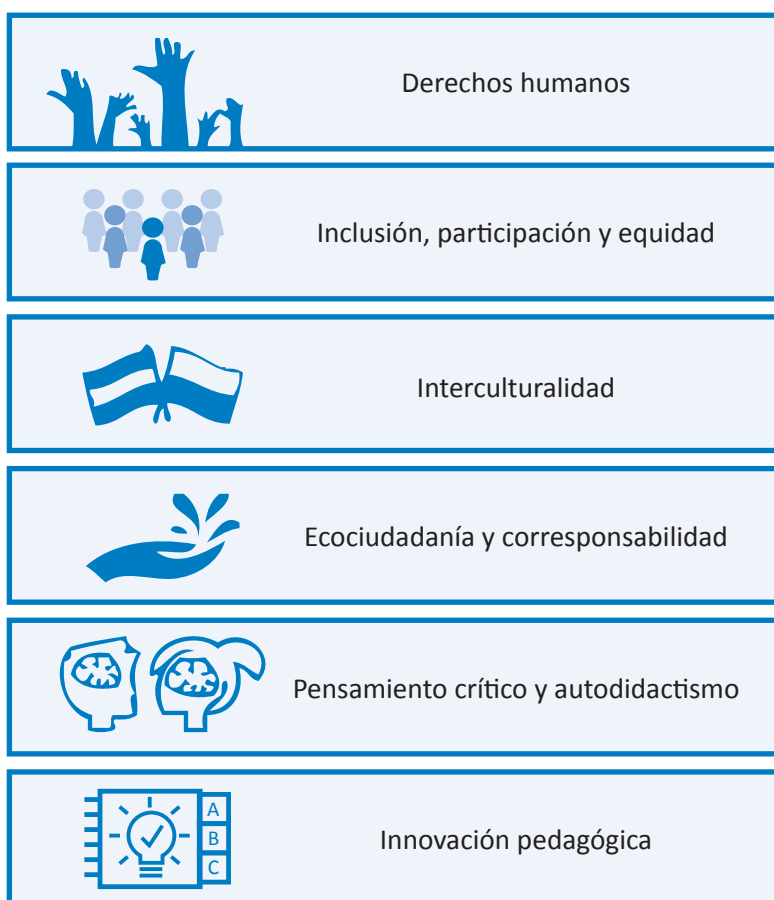 Derechos humanos
Inclusión, participación y equidad
Interculturalidad
Ecociudadanía y corresponsabilidad
Pensamiento crítico y autodidactismo
A
B
C
Innovación pedagógica